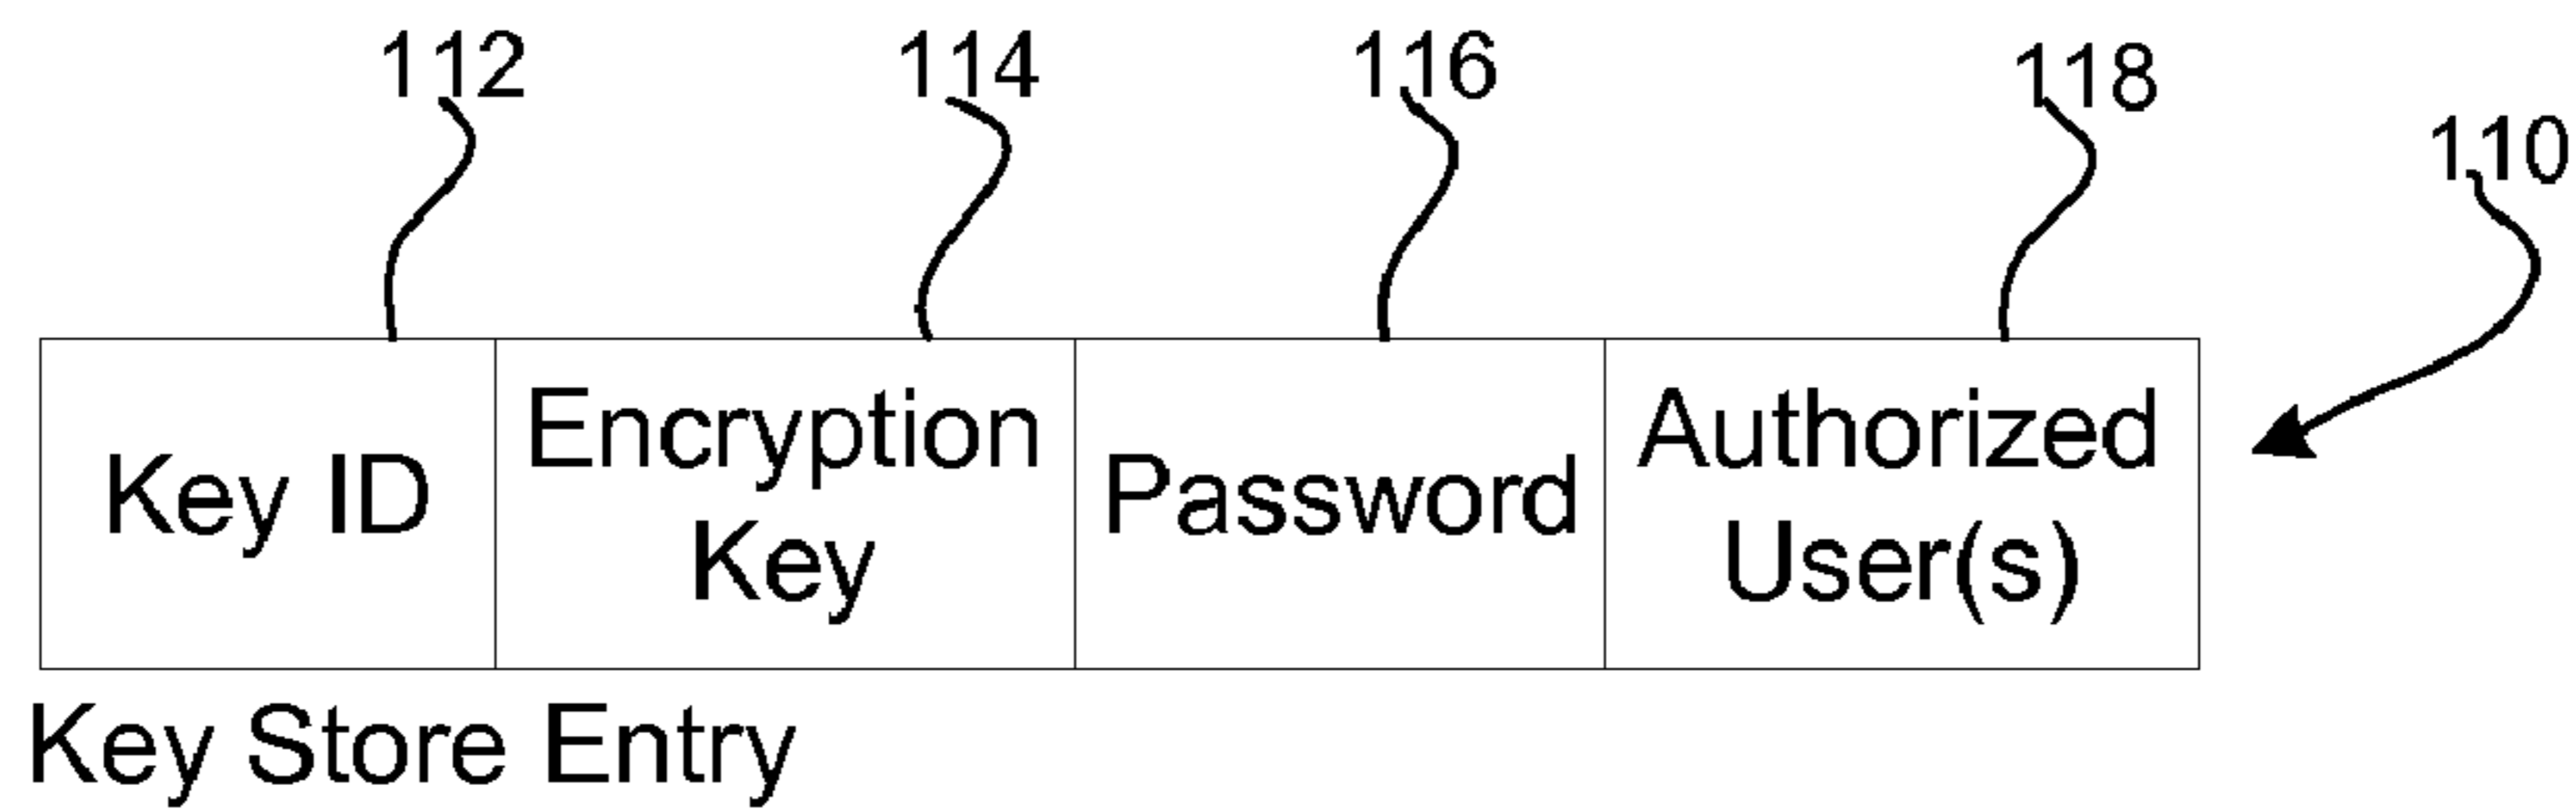 112
114
116
118
110
Key ID
Encryption
Key
Password
Authorized
User(s)
Key Store Entry